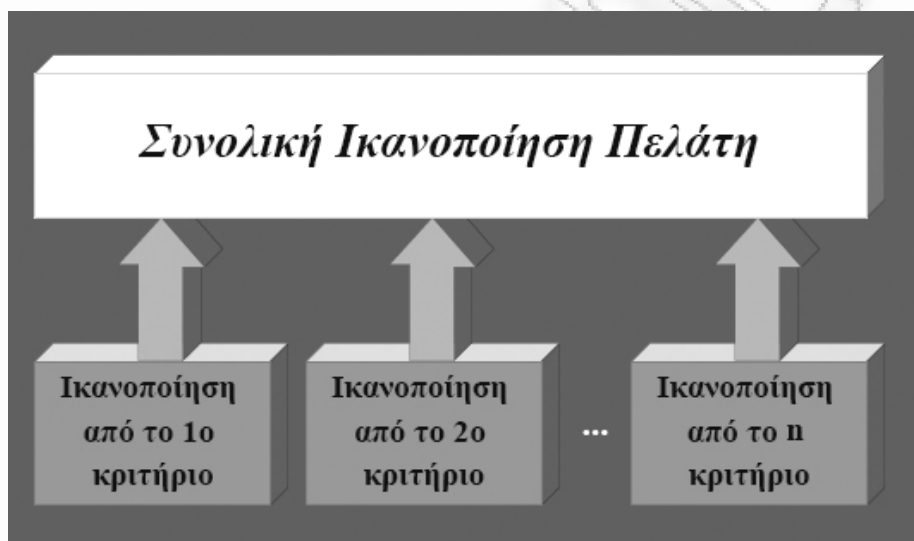 Συνολική Ικανοποίηση Πελάτη
Ικανοποίηση
από το 1ο
κριτήριο
Ικανοποίηση
από το 2ο
κριτήριο
...
Ικανοποίηση
από το n
κριτήριο